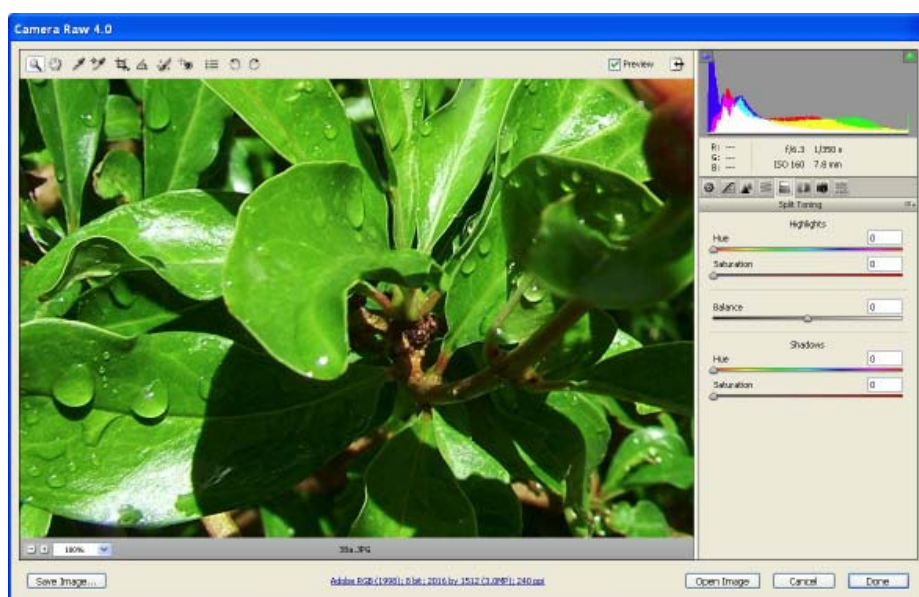 Camera Raw 4.0
Preview
R: ---
G: ---
B: ---
f/6.3 1/350 s
ISO 160 7.8 mm
Split Toning
Highlights
Hue 0
Saturation 0
Balance 0
Shadows
Hue 0
Saturation 0
100%
Adobe RGB (1998); 8 bit; 2016 by 1512 (3.0MP); 240 ppi
Save Image...
Open Image
Cancel
Done